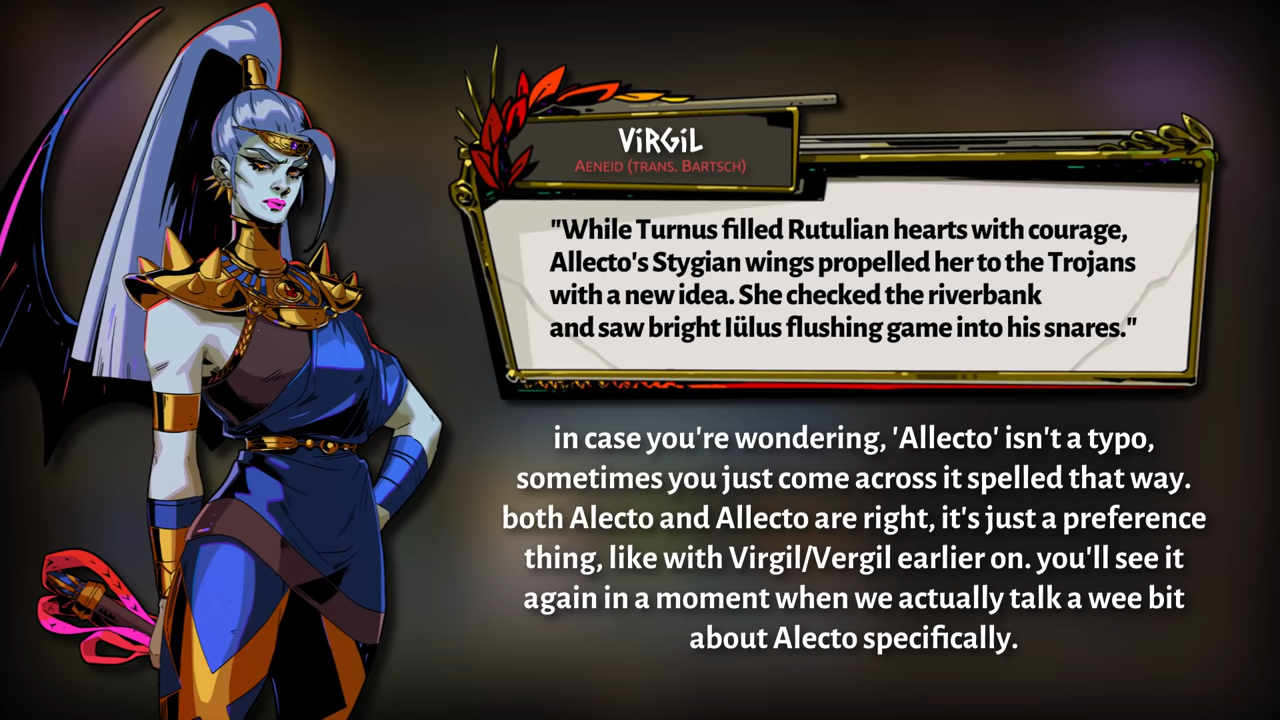 ViRGiL
AENEID (TRANS. BARTSCH)
"While Turnus filled Rutulian hearts with courage,
Allecto's Stygian wings propelled her to the Trojans
with a new idea. She checked the riverbank
and saw bright Iülus flushing game into his snares."
in case you're wondering, 'Allecto' isn't a typo,
sometimes you just come across it spelled that way.
both Alecto and Allecto are right, it's just a preference
thing, like with Virgil/Vergil earlier on. you'll see it
again in a moment when we actually talk a wee bit
about Alecto specifically.